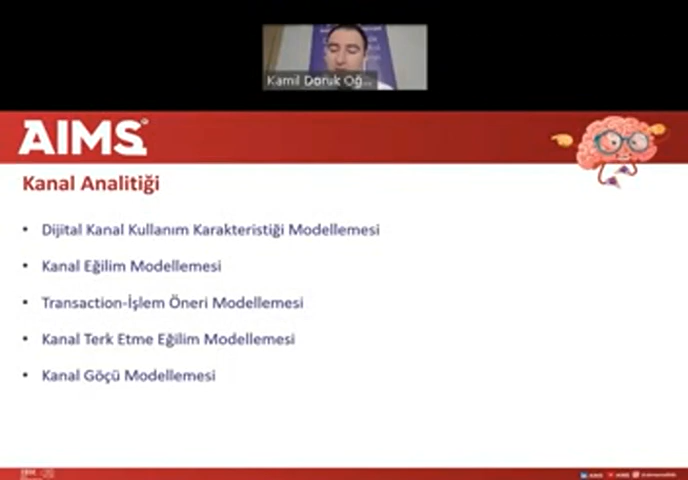 Kamil Doruk Oğ...
AIMS
Kanal Analitiği
• Dijital Kanal Kullanım Karakteristiği Modellemesi
• Kanal Eğilim Modellemesi
• Transaction-İşlem Öneri Modellemesi
• Kanal Terk Etme Eğilim Modellemesi
• Kanal Göçü Modellemesi